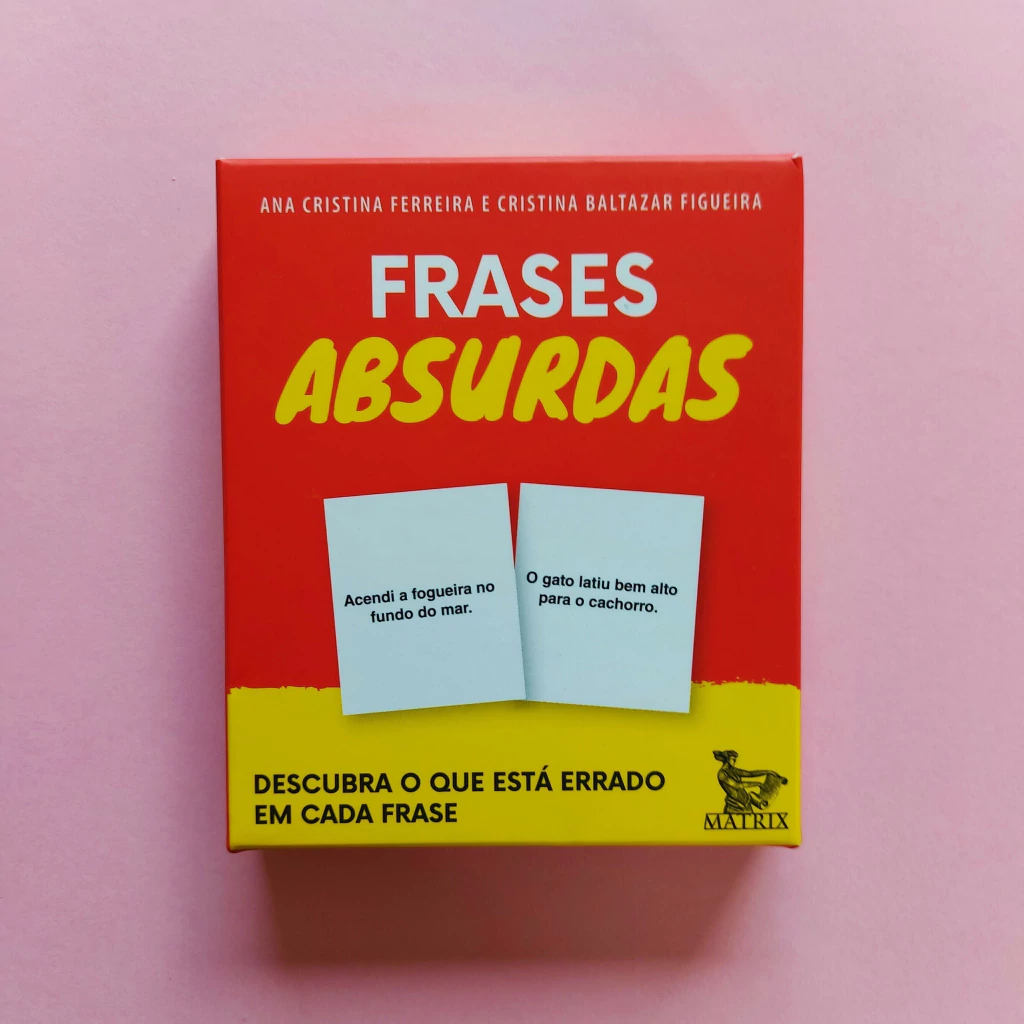 ANA CRISTINA FERREIRA E CRISTINA BALTAZAR FIGUEIRA
FRASES
ABSURDAS
Acendi a fogueira no
fundo do mar.
O gato latiu bem alto
para o cachorro.
DESCUBRA O QUE ESTÁ ERRADO
EM CADA FRASE
MATRIX